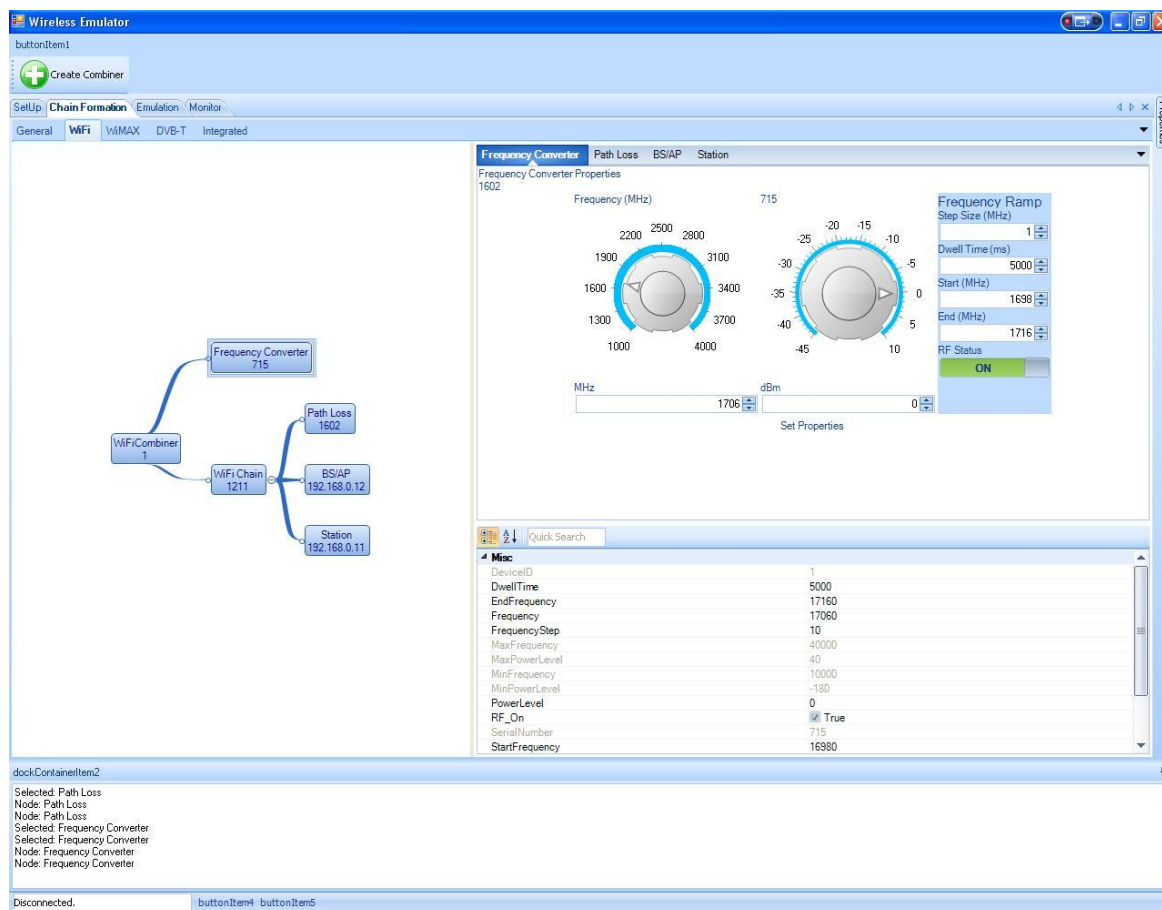 Wireless Emulator
buttonItem1
Create Combiner
SetUp Chain Formation Emulation Monitor
General WiFi WiMAX DVB-T Integrated
Frequency Converter
715
Path Loss
1602
WiFiCombiner
1
WiFi Chain
1211
BS/AP
192.168.0.12
Station
192.168.0.11
Frequency Converter Path Loss BS/AP Station
Frequency Converter Properties
1602
Frequency (MHz)
1000 1300 1600 1900 2200 2500 2800 3100 3400 3700 4000
MHz
1706
715
-45 -40 -35 -30 -25 -20 -15 -10 -5 0 5 10
dBm
0
Set Properties
Frequency Ramp
Step Size (MHz)
1
Dwell Time (ms)
5000
Start (MHz)
1698
End (MHz)
1716
RF Status
ON
Quick Search
Misc
DeviceID 1
DwellTime 5000
EndFrequency 17160
Frequency 17060
FrequencyStep 10
MaxFrequency 40000
MaxPowerLevel 40
MinFrequency 10000
MinPowerLevel -180
PowerLevel 0
RF_On True
SerialNumber 715
StartFrequency 16980
dockContainerItem2
Selected: Path Loss
Node: Path Loss
Node: Path Loss
Selected: Frequency Converter
Selected: Frequency Converter
Node: Frequency Converter
Node: Frequency Converter
Disconnected. buttonItem4 buttonItem5